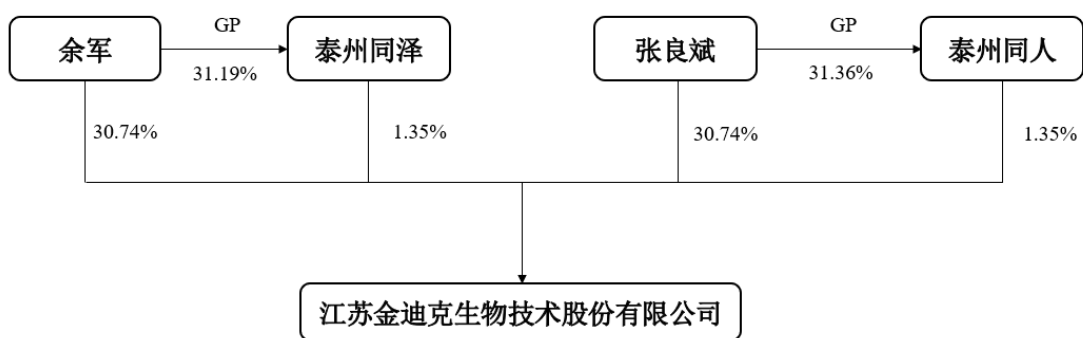 GP
GP
余军
泰州同泽
张良斌
泰州同人
31.19%
31.36%
30.74%
1.35%
30.74%
1.35%
江苏金迪克生物技术股份有限公司